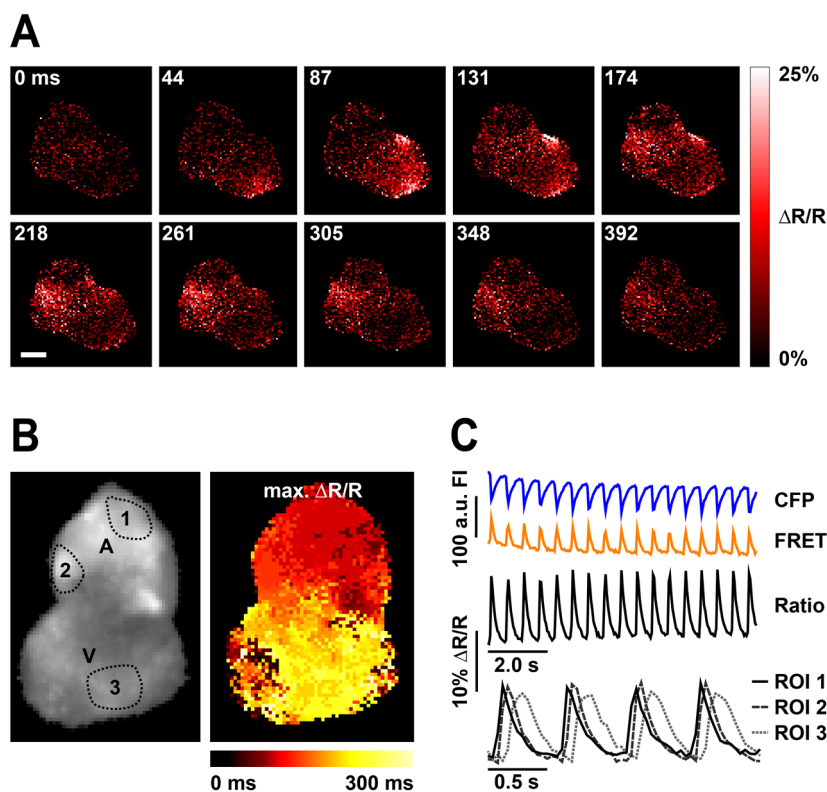 A
0 ms 44 87 131 174
25%
ΔR/R
218 261 305 348 392
0%
B
max. ΔR/R
1
A
2
V
3
0 ms 300 ms
C
100 a.u. FI
CFP
FRET
Ratio
2.0 s
10% ΔR/R
ROI 1
ROI 2
ROI 3
0.5 s